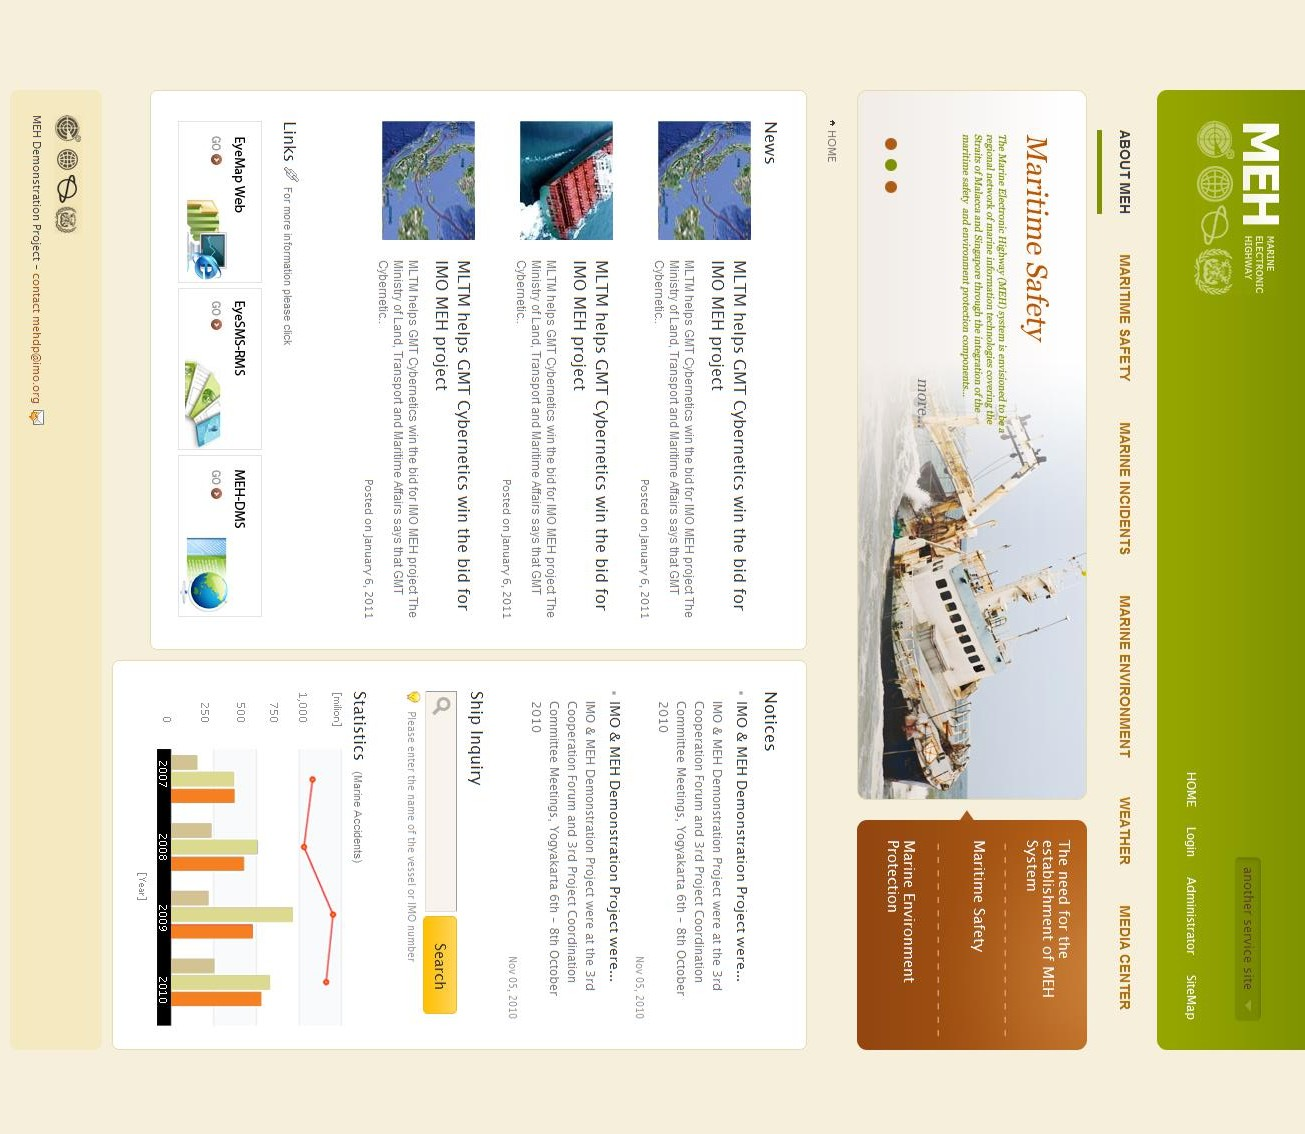 MEH
MARINE
ELECTRONIC
HIGHWAY
another service site
HOME Login Administrator SiteMap
ABOUT MEH MARITIME SAFETY MARINE INCIDENTS MARINE ENVIRONMENT WEATHER MEDIA CENTER
Maritime Safety
The Marine Electronic Highway (MEH) system is envisioned to be a
regional network of marine information technologies covering the
Straits of Malacca and Singapore through the integration of the
maritime safety and environment protection components...
more..
The need for the
establishment of MEH
System
Maritime Safety
Marine Environment
Protection
HOME
News
MLTM helps GMT Cybernetics win the bid for
IMO MEH project
MLTM helps GMT Cybernetics win the bid for IMO MEH project The
Ministry of Land, Transport and Maritime Affairs says that GMT
Cybernetic..
Posted on January 6, 2011
MLTM helps GMT Cybernetics win the bid for
IMO MEH project
MLTM helps GMT Cybernetics win the bid for IMO MEH project The
Ministry of Land, Transport and Maritime Affairs says that GMT
Cybernetic..
Posted on January 6, 2011
MLTM helps GMT Cybernetics win the bid for
IMO MEH project
MLTM helps GMT Cybernetics win the bid for IMO MEH project The
Ministry of Land, Transport and Maritime Affairs says that GMT
Cybernetic..
Posted on January 6, 2011
Links For more information please click
EyeMap Web
GO
EyeSMS-RMS
GO
MEH-DMS
GO
Notices
IMO & MEH Demonstration Project were...
IMO & MEH Demonstration Project were at the 3rd
Cooperation Forum and 3rd Project Coordination
Committee Meetings, Yogyakarta 6th – 8th October
2010
Nov 05, 2010
IMO & MEH Demonstration Project were...
IMO & MEH Demonstration Project were at the 3rd
Cooperation Forum and 3rd Project Coordination
Committee Meetings, Yogyakarta 6th – 8th October
2010
Nov 05, 2010
Ship Inquiry
Search
Please enter the name of the vessel or IMO number
Statistics (Marine Accidents)
[milion]
1,000
750
500
250
0
2007 2008 2009 2010
[Year]
MEH Demonstration Project – contact mehdp@imo.org